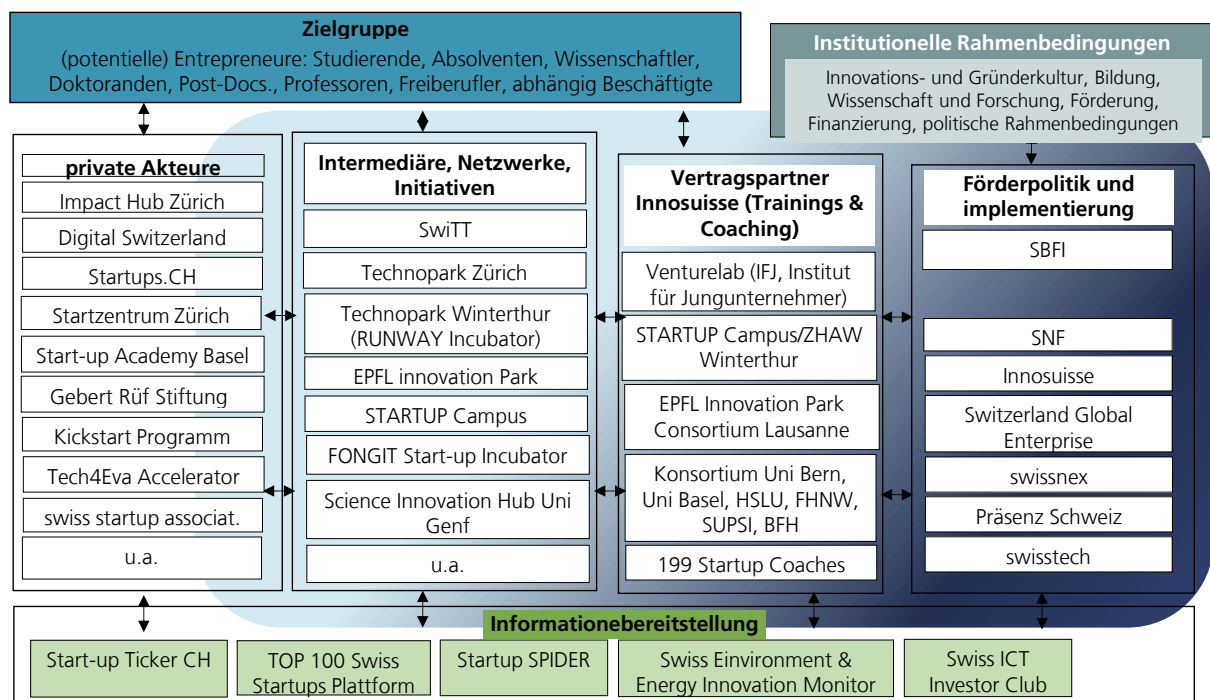 Zielgruppe
(potentielle) Entrepreneure: Studierende, Absolventen, Wissenschaftler,
Doktoranden, Post-Docs., Professoren, Freiberufler, abhängig Beschäftigte
Institutionelle Rahmenbedingungen
Innovations- und Gründerkultur, Bildung,
Wissenschaft und Forschung, Förderung,
Finanzierung, politische Rahmenbedingungen
private Akteure
Impact Hub Zürich
Digital Switzerland
Startups.CH
Startzentrum Zürich
Start-up Academy Basel
Gebert Rüf Stiftung
Kickstart Programm
Tech4Eva Accelerator
swiss startup associat.
u.a.
Intermediäre, Netzwerke,
Initiativen
SwiTT
Technopark Zürich
Technopark Winterthur
(RUNWAY Incubator)
EPFL innovation Park
STARTUP Campus
FONGIT Start-up Incubator
Science Innovation Hub Uni
Genf
u.a.
Vertragspartner
Innosuisse (Trainings &
Coaching)
Venturelab (IFJ, Institut
für Jungunternehmer)
STARTUP Campus/ZHAW
Winterthur
EPFL Innovation Park
Consortium Lausanne
Konsortium Uni Bern,
Uni Basel, HSLU, FHNW,
SUPSI, BFH
199 Startup Coaches
Förderpolitik und
implementierung
SBFI
SNF
Innosuisse
Switzerland Global
Enterprise
swissnex
Präsenz Schweiz
swisstech
Informationebereitstellung
Start-up Ticker CH
TOP 100 Swiss
Startups Plattform
Startup SPIDER
Swiss Einvironment &
Energy Innovation Monitor
Swiss ICT
Investor Club